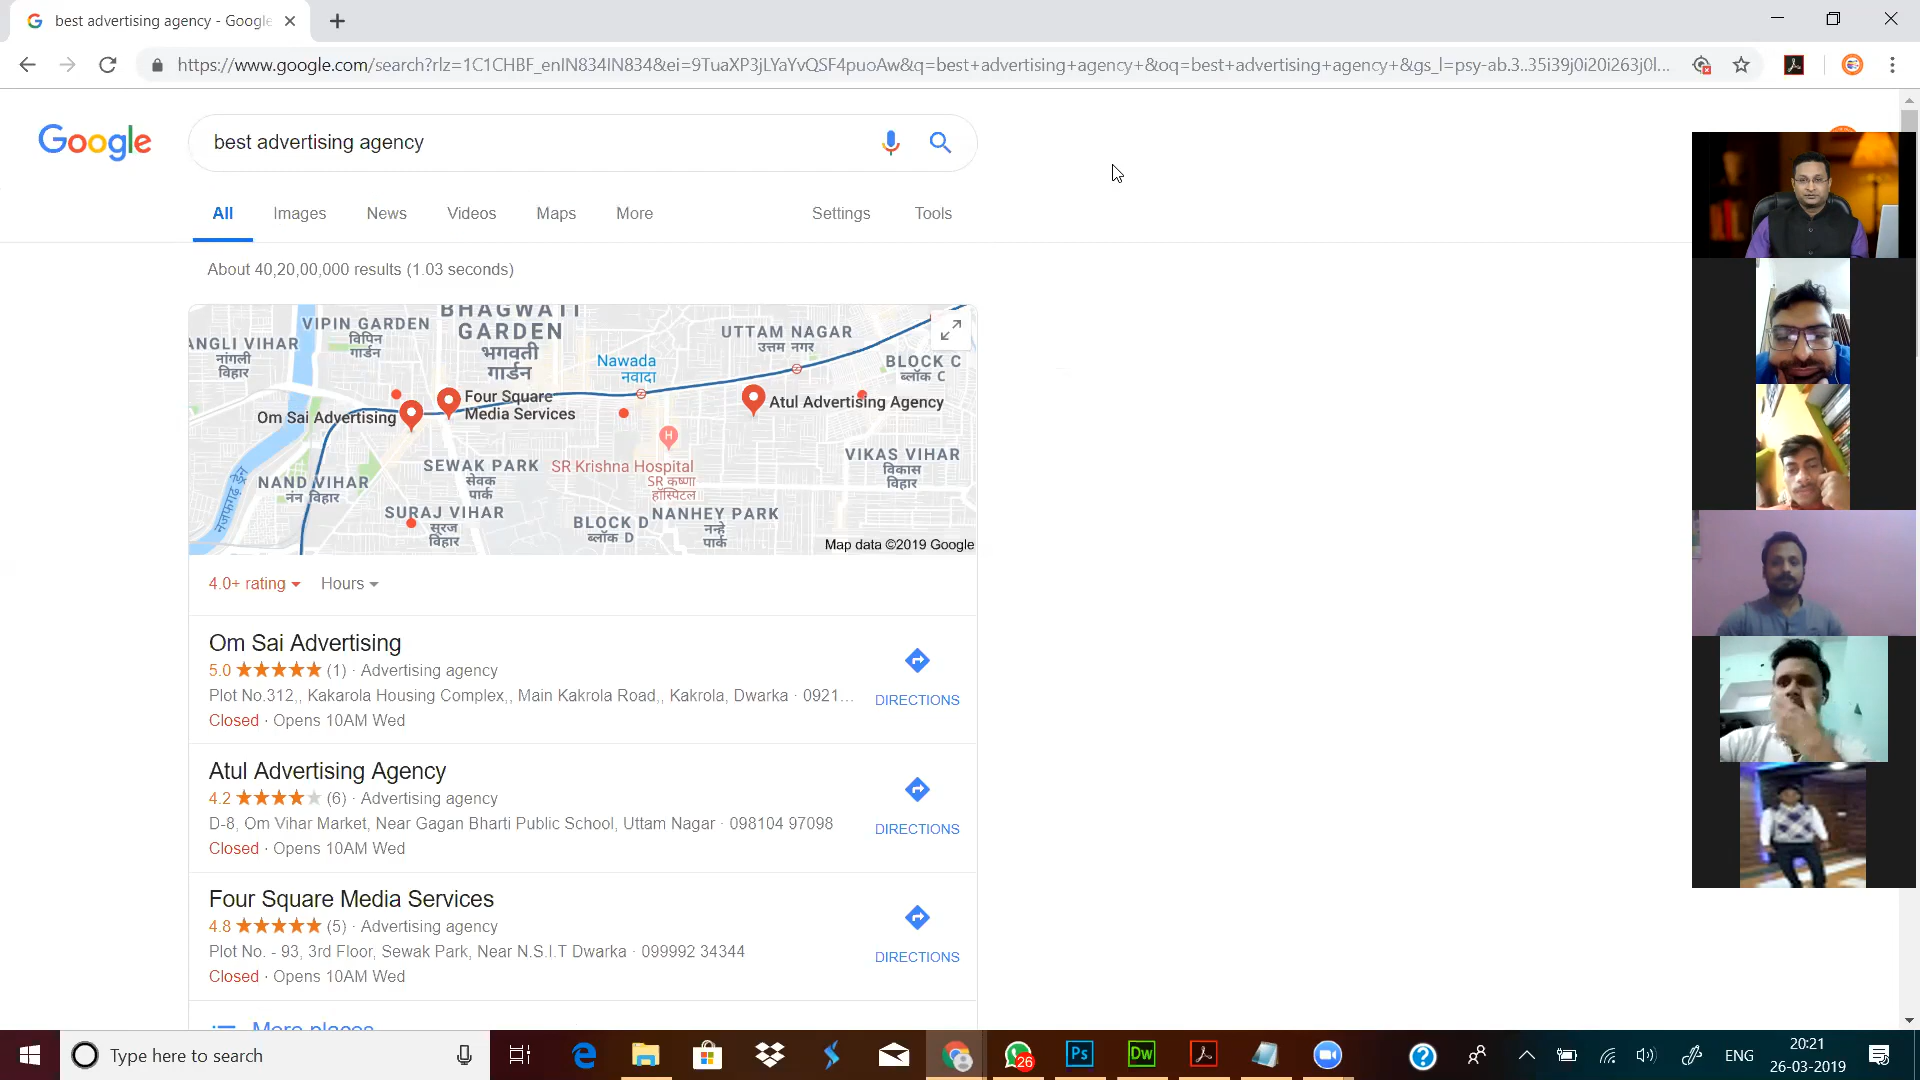 best advertising agency - Google
https://www.google.com/search?rlz=1C1CHBF_enIN834IN834&ei=9TuaXP3jLYaYvQSF4puoAw&q=best+advertising+agency+&oq=best+advertising+agency+&gs_l=psy-ab.3..35i39j0i20i263j0l...
Google
best advertising agency
All Images News Videos Maps More Settings Tools
About 40,20,00,000 results (1.03 seconds)
BHAGWATI
GARDEN
भगवती
गार्डन
VIPIN GARDEN
विपिन
गार्डन
ANGLI VIHAR
नांगली
विहार
Nawada
नवादा
UTTAM NAGAR
उत्तम नगर
BLOCK C
ब्लॉक C
Om Sai Advertising
Four Square
Media Services
Atul Advertising Agency
H
SR Krishna Hospital
SR कृष्णा
हॉस्पिटल
SEWAK PARK
सेवक
पार्क
VIKAS VIHAR
विकास
विहार
NAND VIHAR
नंन विहार
नजफगढ़ ड्रेन
SURAJ VIHAR
सूरज
विहार
BLOCK D
ब्लॉक D
NANHEY PARK
नन्हे
पार्क
Map data ©2019 Google
4.0+ rating Hours
Om Sai Advertising
5.0 (1) · Advertising agency
Plot No.312,, Kakarola Housing Complex,, Main Kakrola Road,, Kakrola, Dwarka · 0921...
Closed · Opens 10AM Wed
DIRECTIONS
Atul Advertising Agency
4.2 (6) · Advertising agency
D-8, Om Vihar Market, Near Gagan Bharti Public School, Uttam Nagar · 098104 97098
Closed · Opens 10AM Wed
DIRECTIONS
Four Square Media Services
4.8 (5) · Advertising agency
Plot No. - 93, 3rd Floor, Sewak Park, Near N.S.I.T Dwarka · 099992 34344
Closed · Opens 10AM Wed
DIRECTIONS
More places
Type here to search
26
Ps
Dw
ENG
20:21
26-03-2019